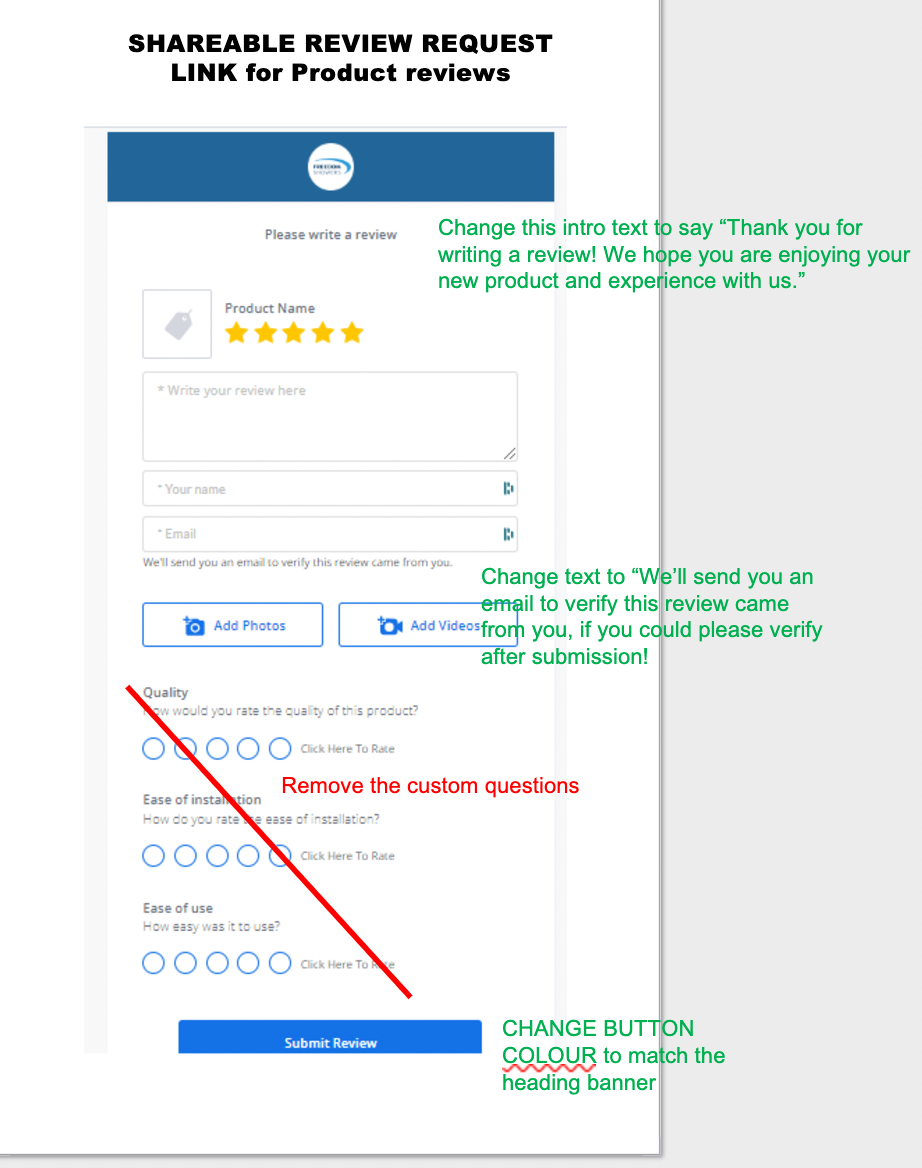 SHAREABLE REVIEW REQUEST
LINK for Product reviews
FREEDOM
SHOWERS
Please write a review
Change this intro text to say “Thank you for
writing a review! We hope you are enjoying your
new product and experience with us.”
Product Name
* Write your review here
* Your name
* Email
We'll send you an email to verify this review came from you.
Change text to “We’ll send you an
email to verify this review came
from you, if you could please verify
after submission!
Add Photos
Add Videos
Quality
How would you rate the quality of this product?
Click Here To Rate
Remove the custom questions
Ease of installation
How do you rate the ease of installation?
Click Here To Rate
Ease of use
How easy was it to use?
Click Here To Rate
Submit Review
CHANGE BUTTON
COLOUR to match the
heading banner